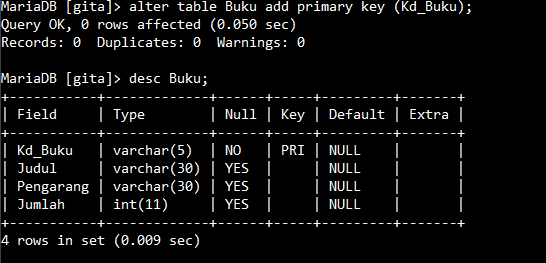 MariaDB [gita]> alter table Buku add primary key (Kd_Buku);
Query OK, 0 rows affected (0.050 sec)
Records: 0  Duplicates: 0  Warnings: 0

MariaDB [gita]> desc Buku;
+-----------+-------------+------+-----+---------+-------+
| Field     | Type        | Null | Key | Default | Extra |
+-----------+-------------+------+-----+---------+-------+
| Kd_Buku   | varchar(5)  | NO   | PRI | NULL    |       |
| Judul     | varchar(30) | YES  |     | NULL    |       |
| Pengarang | varchar(30) | YES  |     | NULL    |       |
| Jumlah    | int(11)     | YES  |     | NULL    |       |
+-----------+-------------+------+-----+---------+-------+
4 rows in set (0.009 sec)